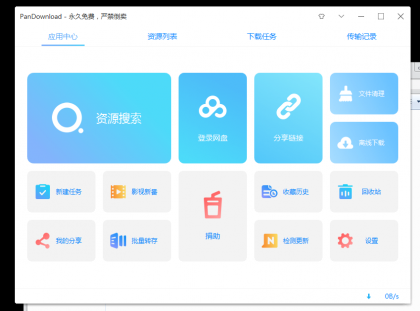 PanDownload - 永久免费，严禁倒卖
应用中心 资源列表 下载任务 传输记录
资源搜索
登录网盘
分享链接
文件清理
离线下载
新建任务
影视新番
捐助
收藏历史
回收站
我的分享
批量转存
检测更新
设置
0B/s